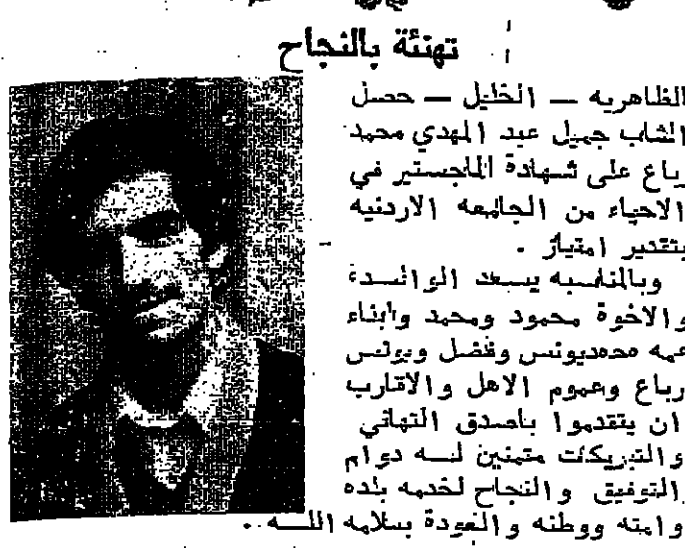 تهنئة بالنجاح
الظاهريه — الخليل — حصل
الشاب جميل عبد المهدي محمد
رباع على شهادة الماجستير في
الاحياء من الجامعه الاردنيه
بتقدير امتياز .
وبالمناسبه يسعد الوالدة
والاخوة محمود ومحمد وابناء
عمه محمديونس وفضل ويونس
رباع وعموم الاهل والاقارب
ان يتقدموا باصدق التهاني
والتبريكات متمنين له دوام
التوفيق والنجاح لخدمه بلده
وامته ووطنه والعودة بسلامه الله .